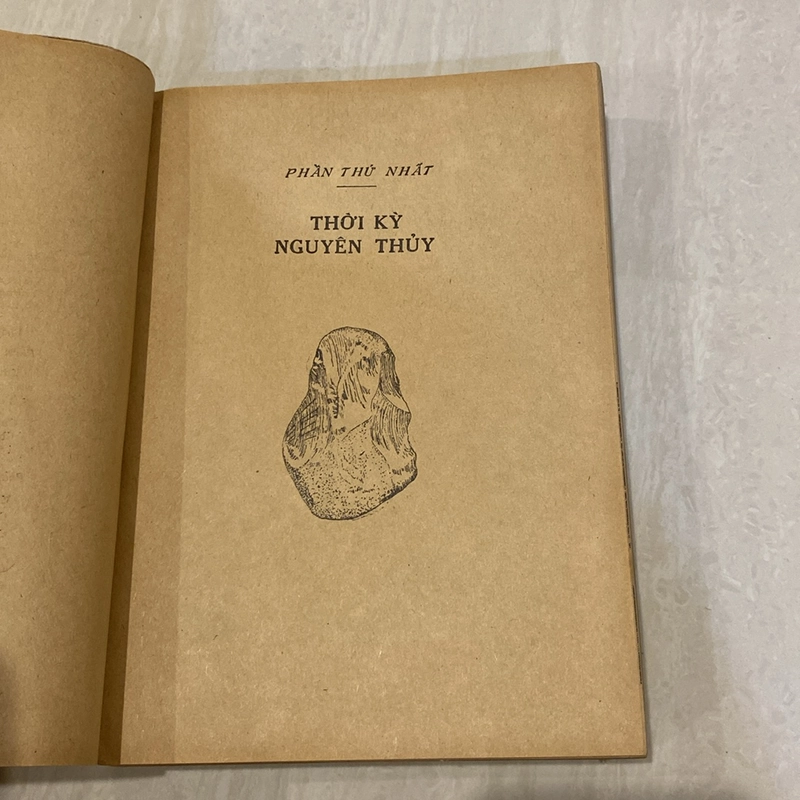 PHẦN THỨ NHẤT
THỜI KỲ
NGUYÊN THỦY